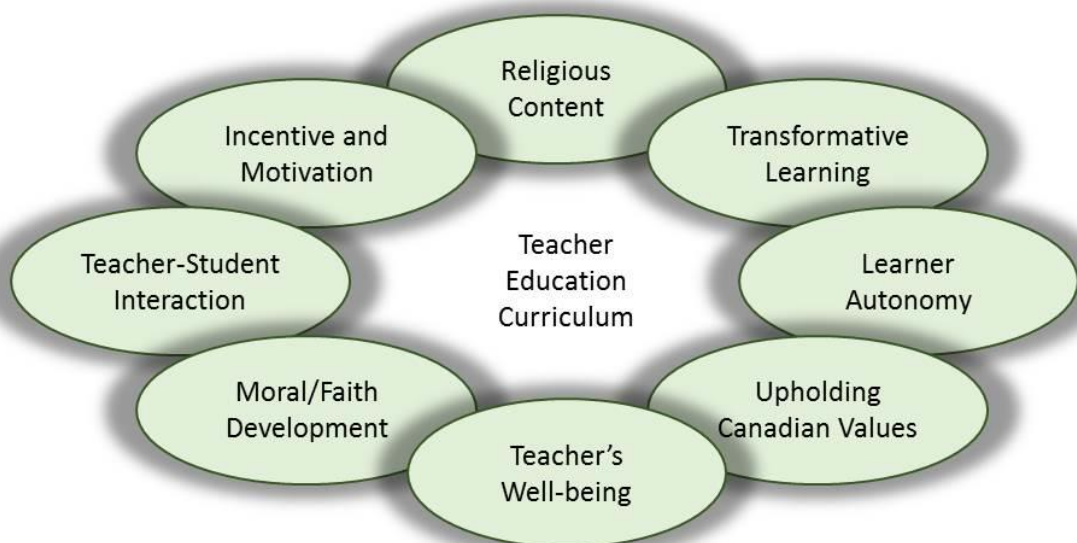 Religious
Content
Transformative
Learning
Learner
Autonomy
Upholding
Canadian Values
Teacher’s
Well-being
Moral/Faith
Development
Teacher-Student
Interaction
Incentive and
Motivation
Teacher
Education
Curriculum